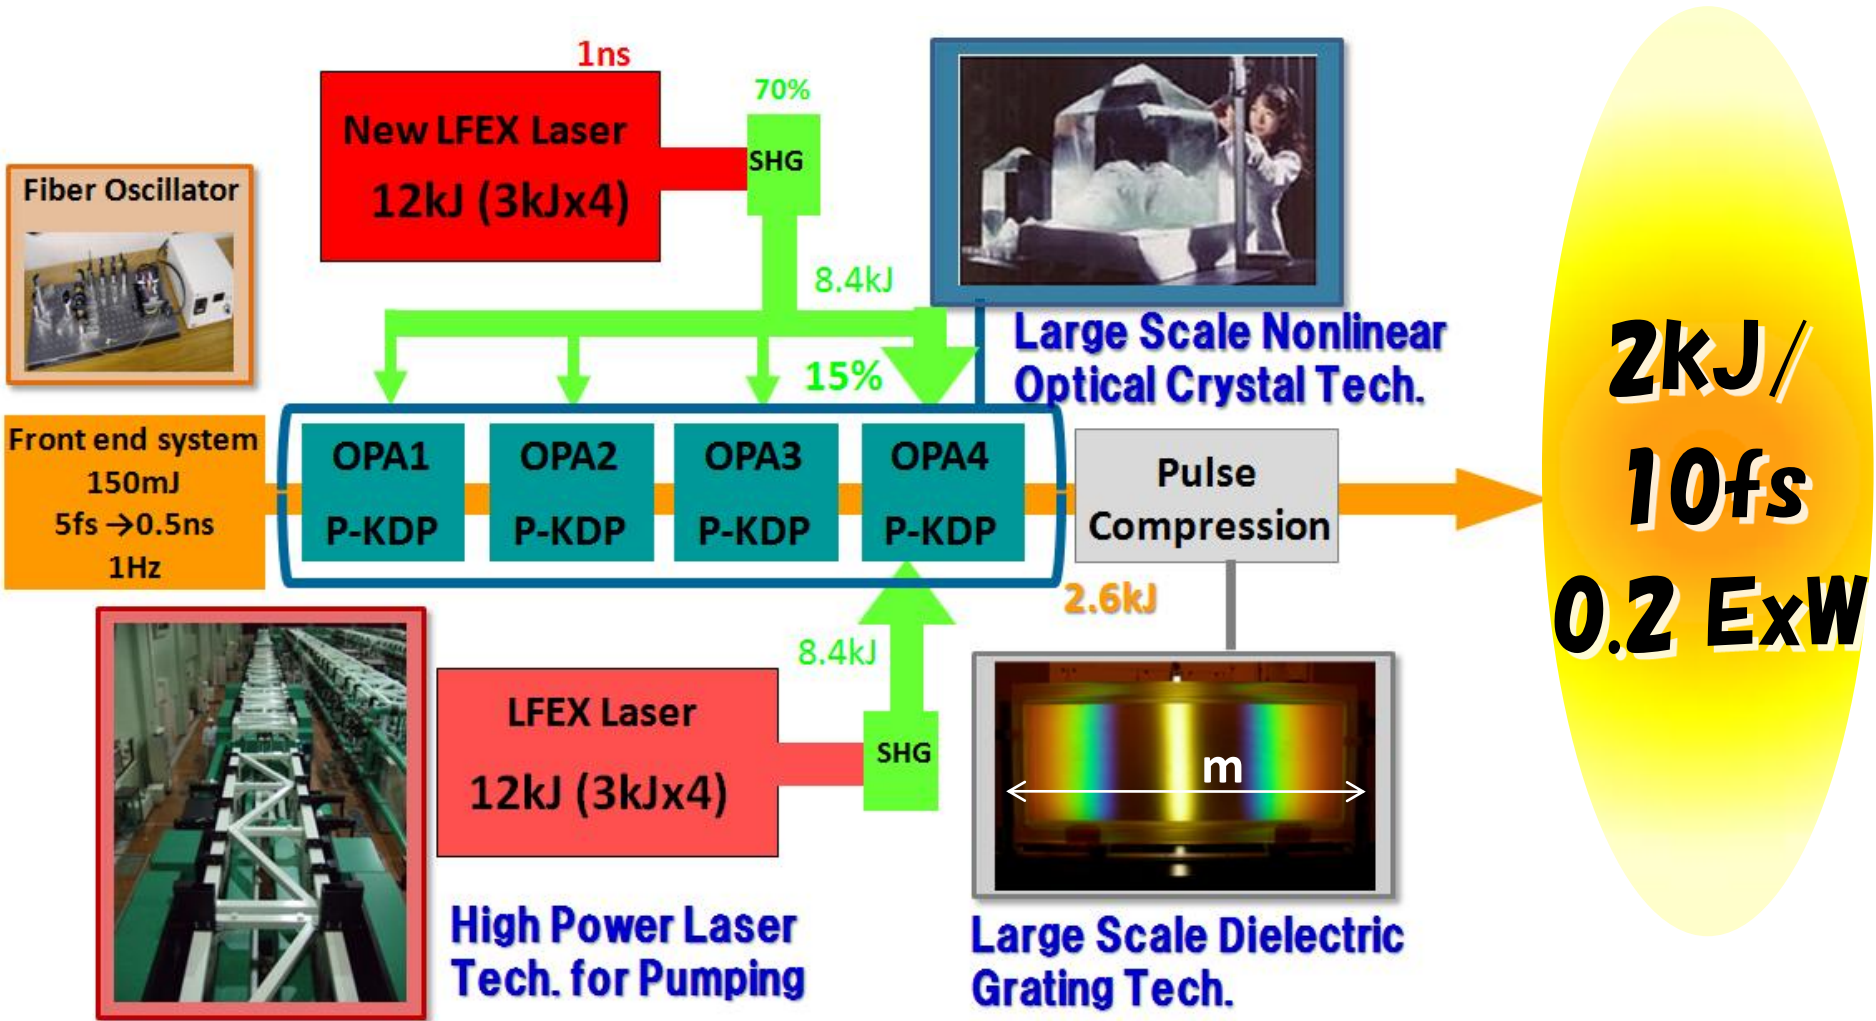 1ns
New LFEX Laser
12kJ (3kJx4)
70%
SHG
8.4kJ
Fiber Oscillator
Large Scale Nonlinear
Optical Crystal Tech.
15%
Front end system
150mJ
5fs →0.5ns
1Hz
OPA1
P-KDP
OPA2
P-KDP
OPA3
P-KDP
OPA4
P-KDP
Pulse
Compression
2.6kJ
2kJ/
10fs
0.2 ExW
8.4kJ
LFEX Laser
12kJ (3kJx4)
SHG
m
High Power Laser
Tech. for Pumping
Large Scale Dielectric
Grating Tech.